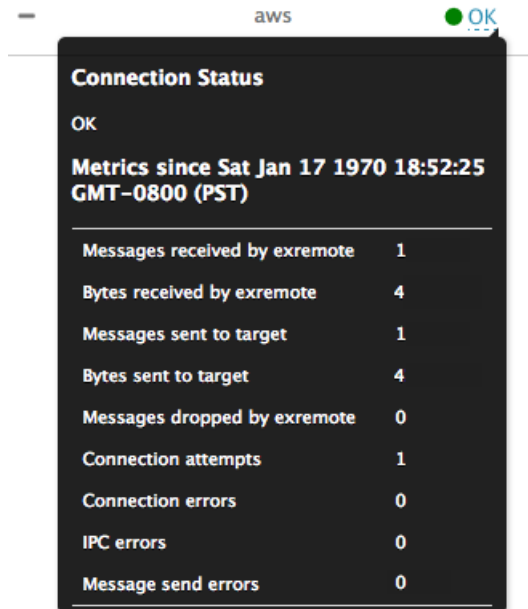 − aws OK
Connection Status
OK
Metrics since Sat Jan 17 1970 18:52:25
GMT-0800 (PST)
Messages received by exremote 1
Bytes received by exremote 4
Messages sent to target 1
Bytes sent to target 4
Messages dropped by exremote 0
Connection attempts 1
Connection errors 0
IPC errors 0
Message send errors 0